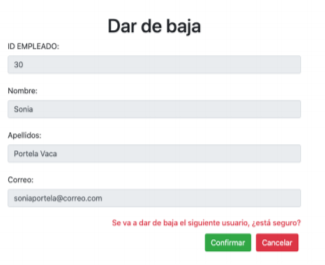 Dar de baja
ID EMPLEADO:
30
Nombre:
Sonia
Apellidos:
Portela Vaca
Correo:
soniaportela@correo.com
Se va a dar de baja el siguiente usuario, ¿está seguro?
Confirmar Cancelar